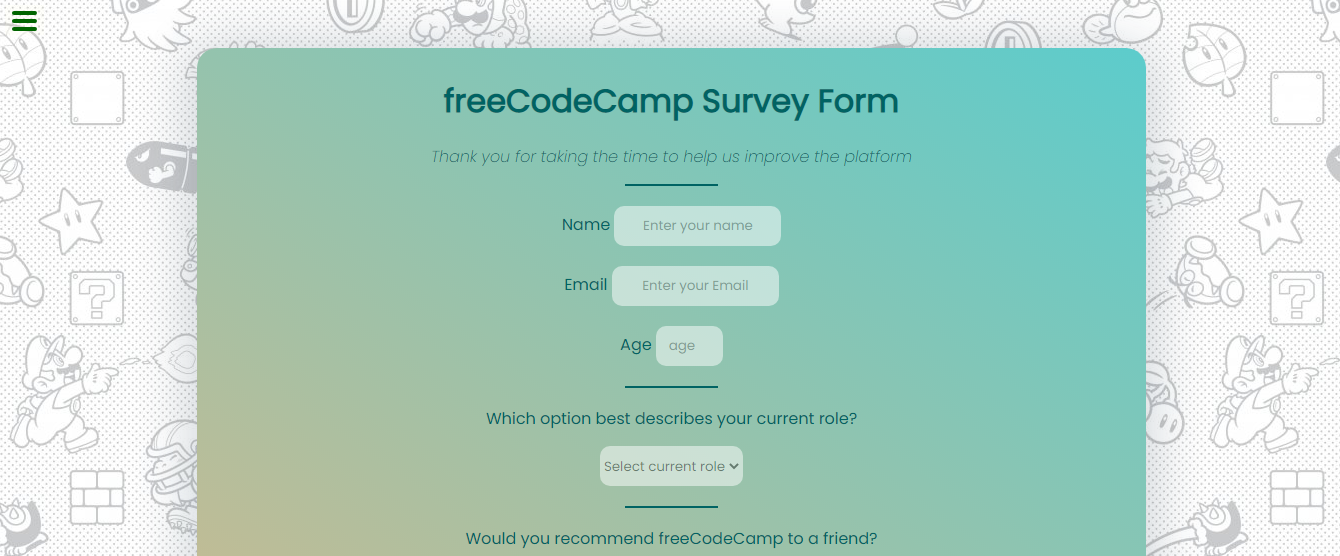 freeCodeCamp Survey Form
Thank you for taking the time to help us improve the platform
Name Enter your name
Email Enter your Email
Age age
Which option best describes your current role?
Select current role
Would you recommend freeCodeCamp to a friend?